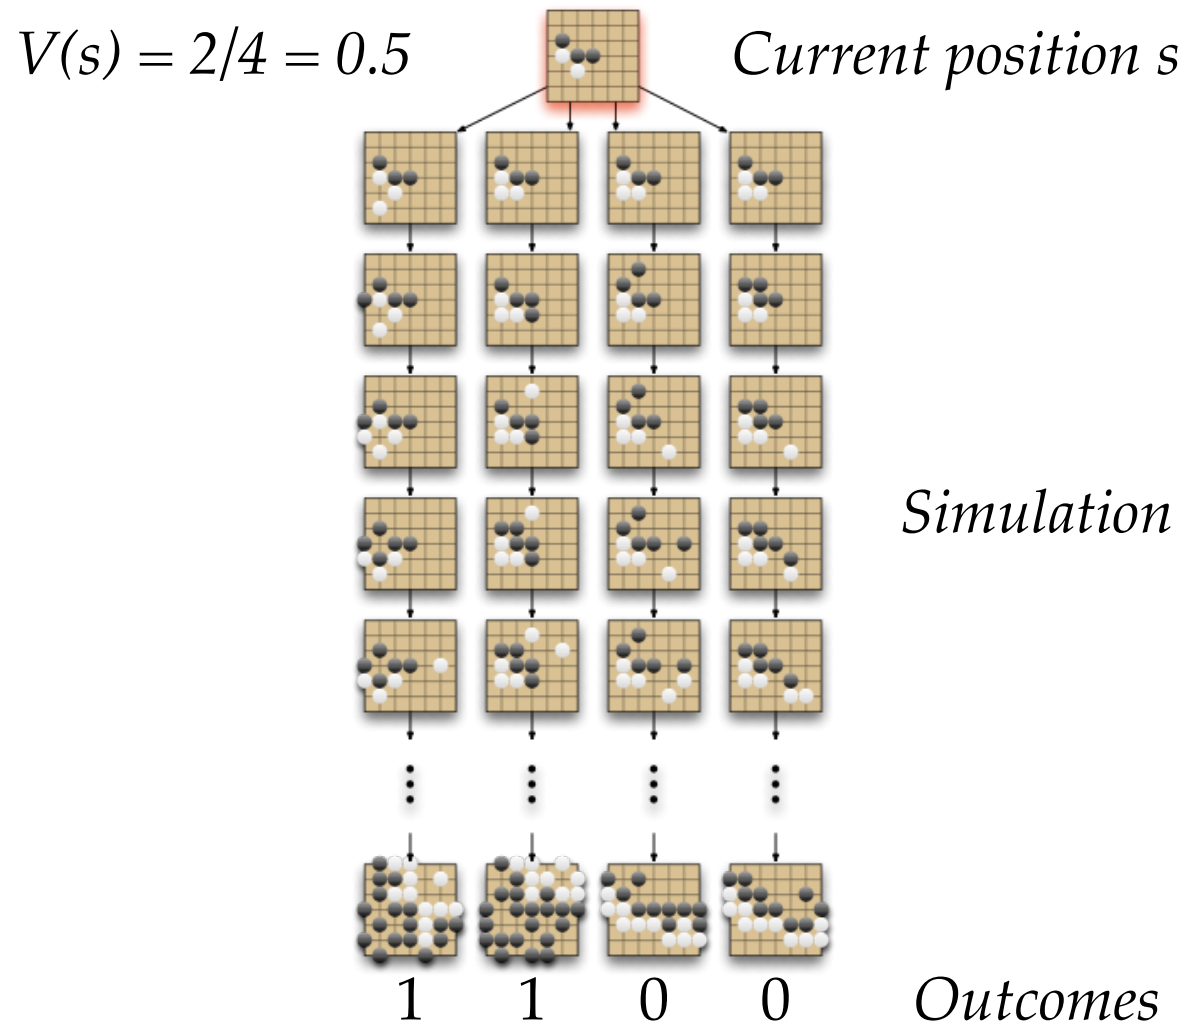 V(s) = 2/4 = 0.5
Current position s
Simulation
1 1 0 0 Outcomes